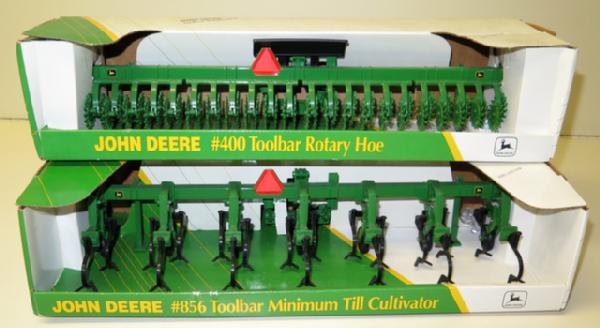 JOHN DEERE #400 Toolbar Rotary Hoe
JOHN DEERE #856 Toolbar Minimum Till Cultivator